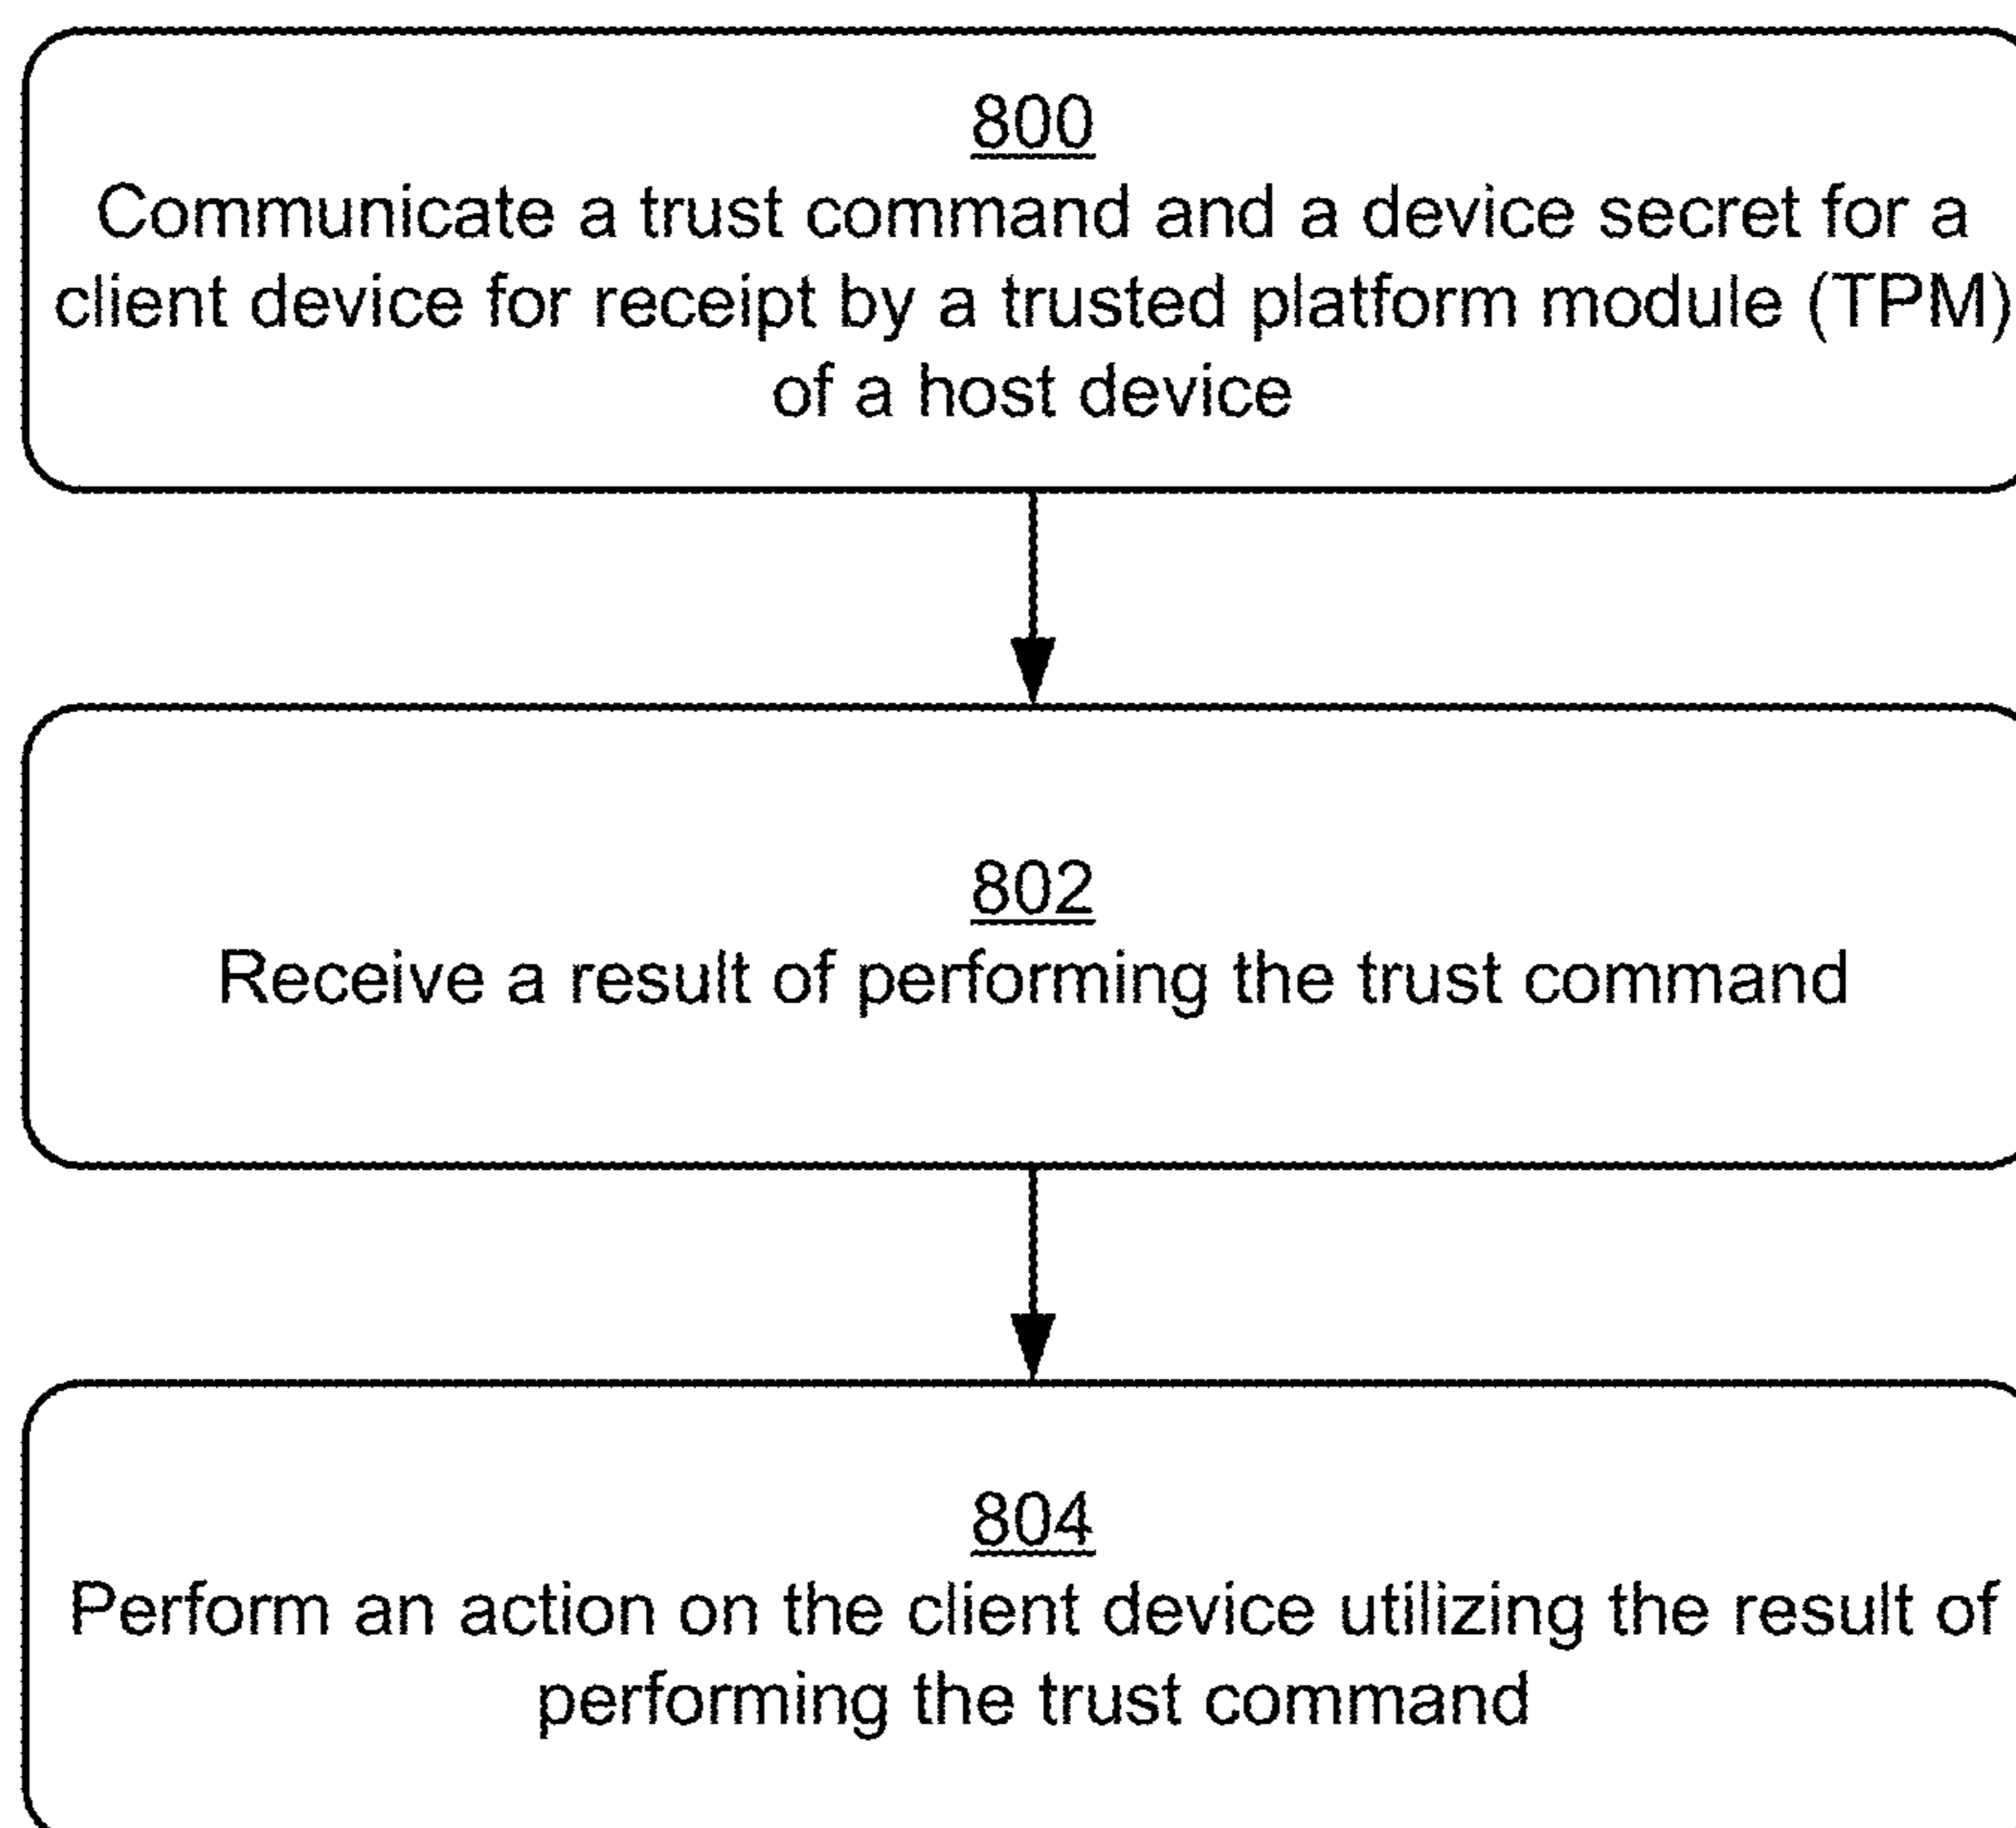 800
Communicate a trust command and a device secret for a
client device for receipt by a trusted platform module (TPM)
of a host device
802
Receive a result of performing the trust command
804
Perform an action on the client device utilizing the result of
performing the trust command